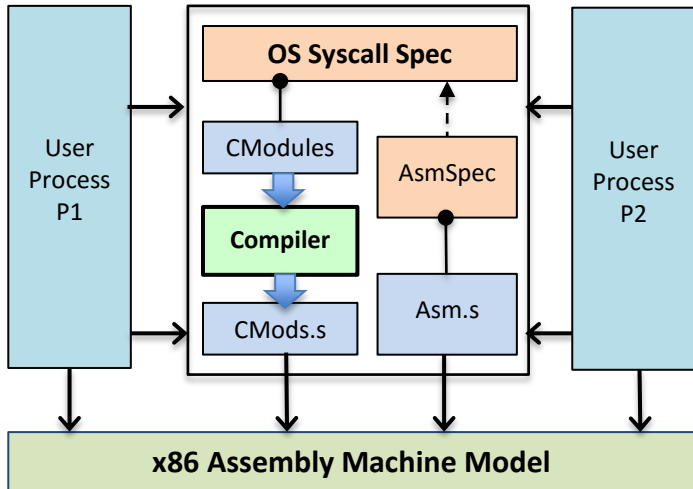 OS Syscall Spec
User
Process
P1
CModules
AsmSpec
User
Process
P2
Compiler
CMods.s
Asm.s
x86 Assembly Machine Model